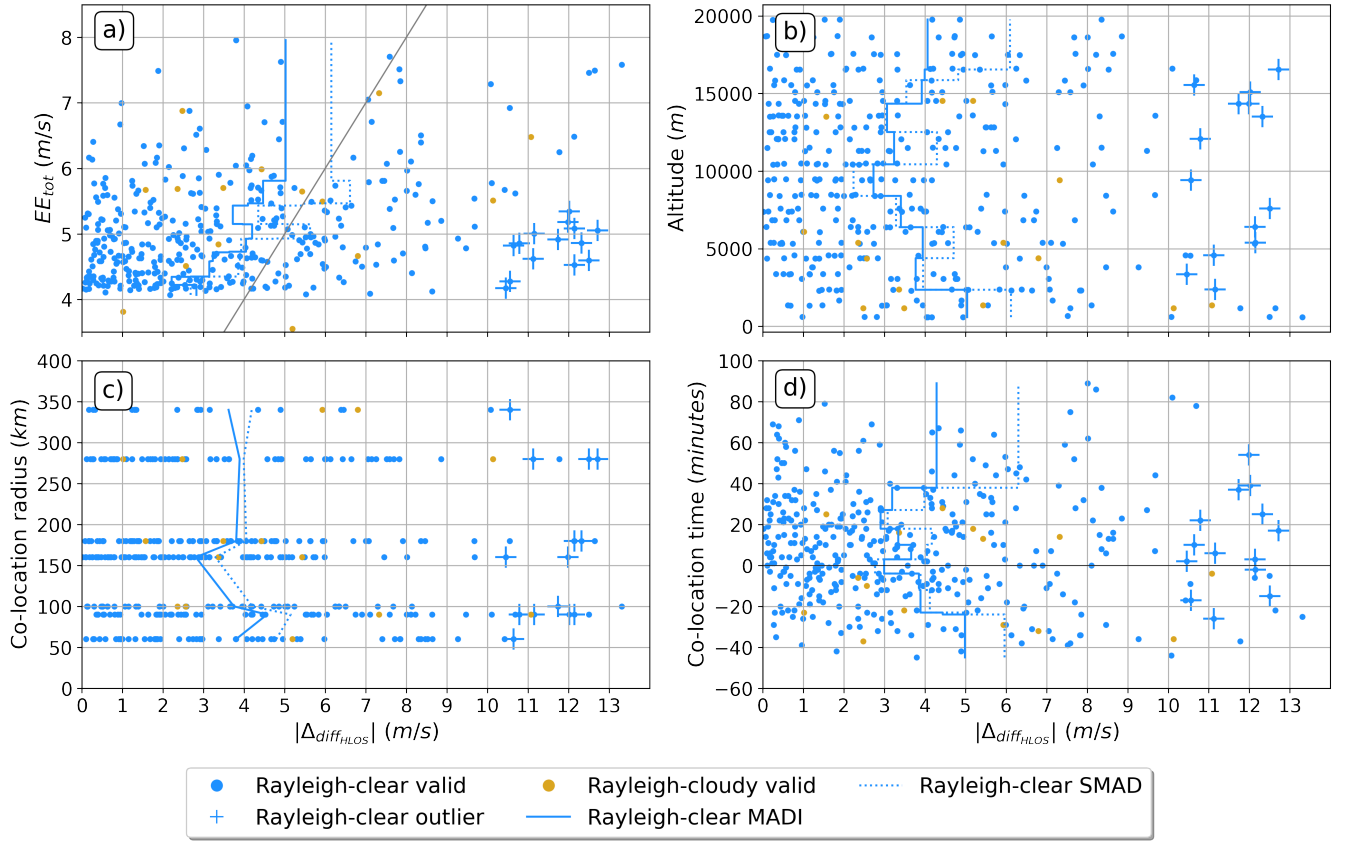 a)
8
7
6
5
4
EE_tot (m/s)
b)
20000
15000
10000
5000
0
Altitude (m)
c)
400
350
300
250
200
150
100
50
0
Co-location radius (km)
0 1 2 3 4 5 6 7 8 9 10 11 12 13
|Δ_diff_HLOS| (m/s)
d)
100
80
60
40
20
0
−20
−40
−60
Co-location time (minutes)
0 1 2 3 4 5 6 7 8 9 10 11 12 13
|Δ_diff_HLOS| (m/s)
Rayleigh-clear valid
Rayleigh-cloudy valid
Rayleigh-clear SMAD
Rayleigh-clear outlier
Rayleigh-clear MADI